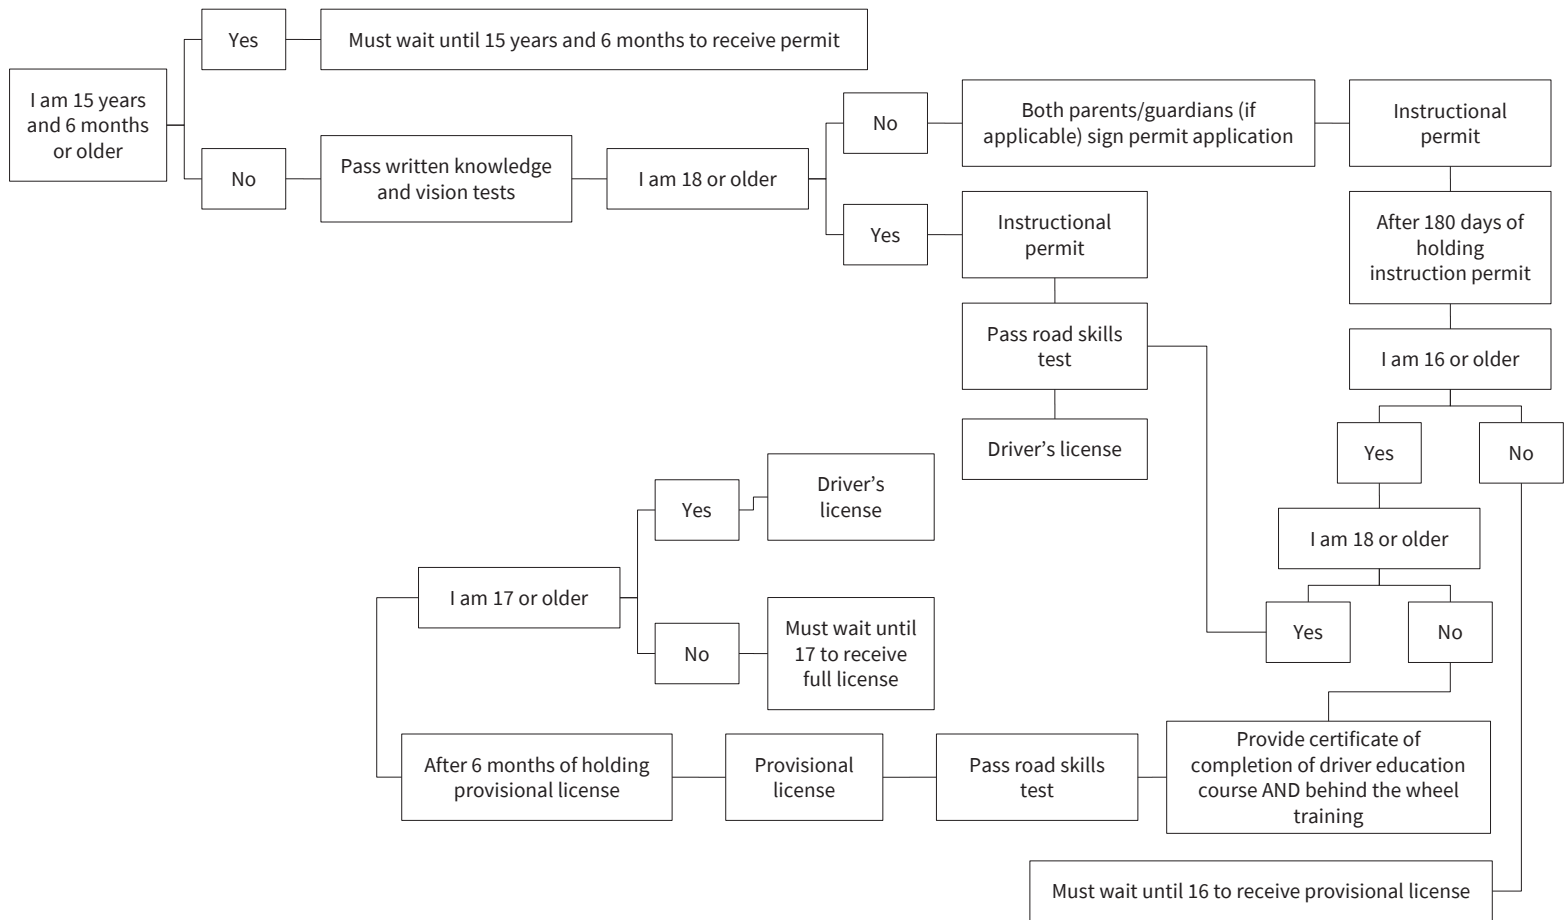 I am 15 years
and 6 months
or older
Yes
Must wait until 15 years and 6 months to receive permit
No
Pass written knowledge
and vision tests
I am 18 or older
No
Both parents/guardians (if
applicable) sign permit application
Instructional
permit
Yes
Instructional
permit
Pass road skills
test
Driver’s license
After 180 days of
holding
instruction permit
I am 16 or older
Yes
No
I am 18 or older
Yes
No
Provide certificate of
completion of driver education
course AND behind the wheel
training
Pass road skills
test
Provisional
license
After 6 months of holding
provisional license
I am 17 or older
Yes
Driver’s
license
No
Must wait until
17 to receive
full license
Must wait until 16 to receive provisional license